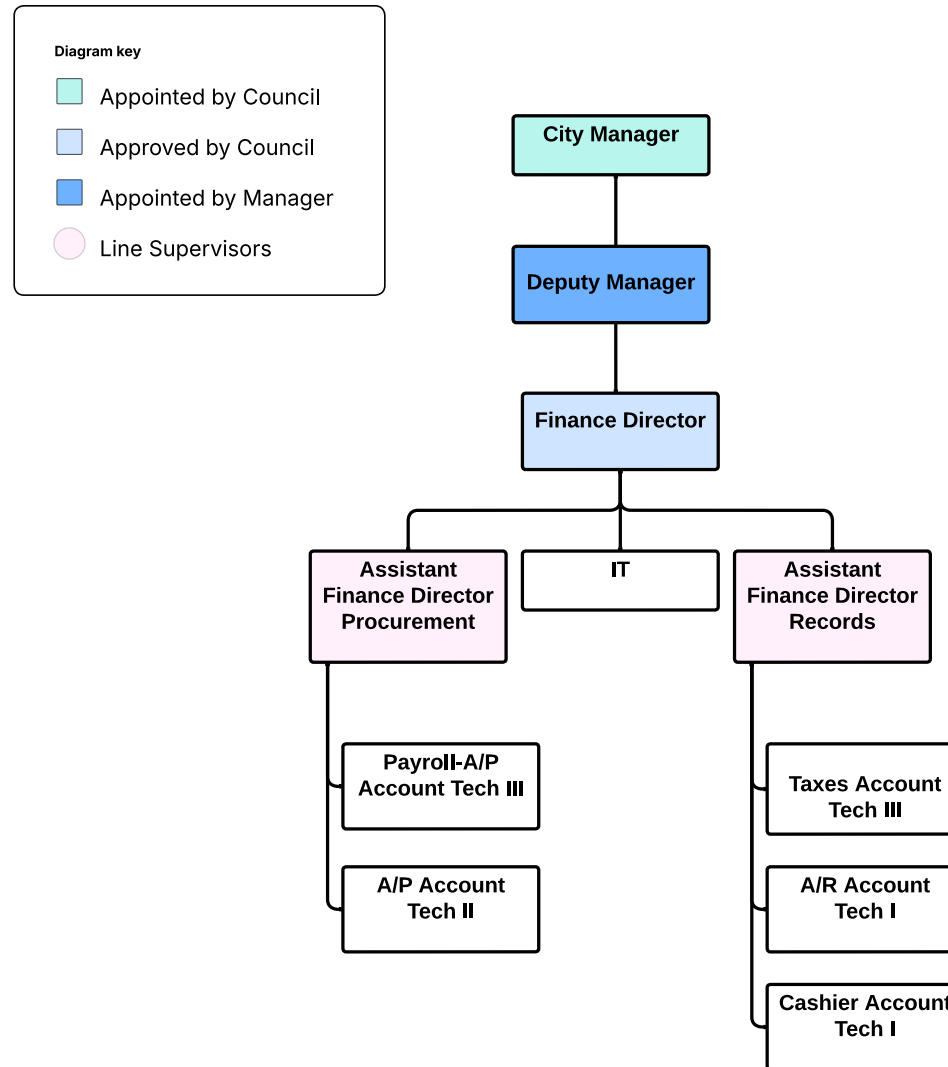 Diagram key
Appointed by Council
Approved by Council
Appointed by Manager
Line Supervisors
City Manager
Deputy Manager
Finance Director
Assistant
Finance Director
Procurement
IT
Assistant
Finance Director
Records
Payroll-A/P
Account Tech III
A/P Account
Tech II
Taxes Account
Tech III
A/R Account
Tech I
Cashier Account
Tech I